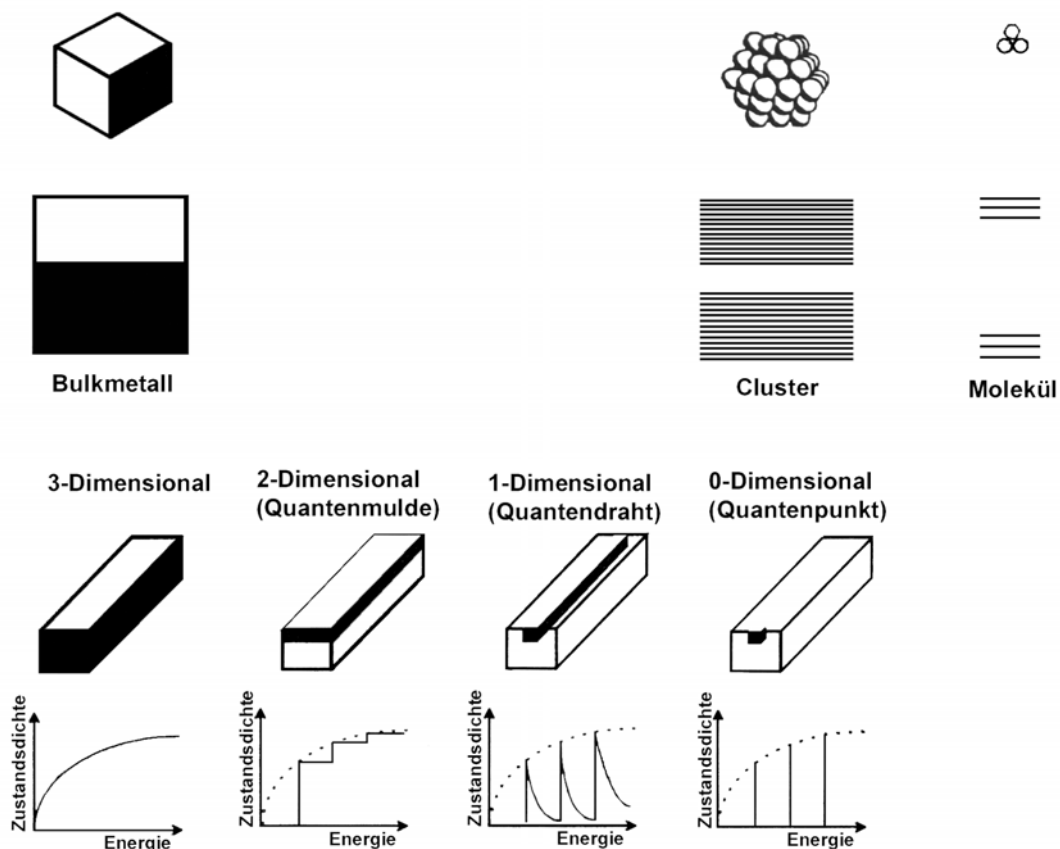 Bulkmetall
Cluster
Molekül
3-Dimensional
2-Dimensional
(Quantenmulde)
1-Dimensional
(Quantendraht)
0-Dimensional
(Quantenpunkt)
Zustandsdichte
Energie
Zustandsdichte
Energie
Zustandsdichte
Energie
Zustandsdichte
Energie